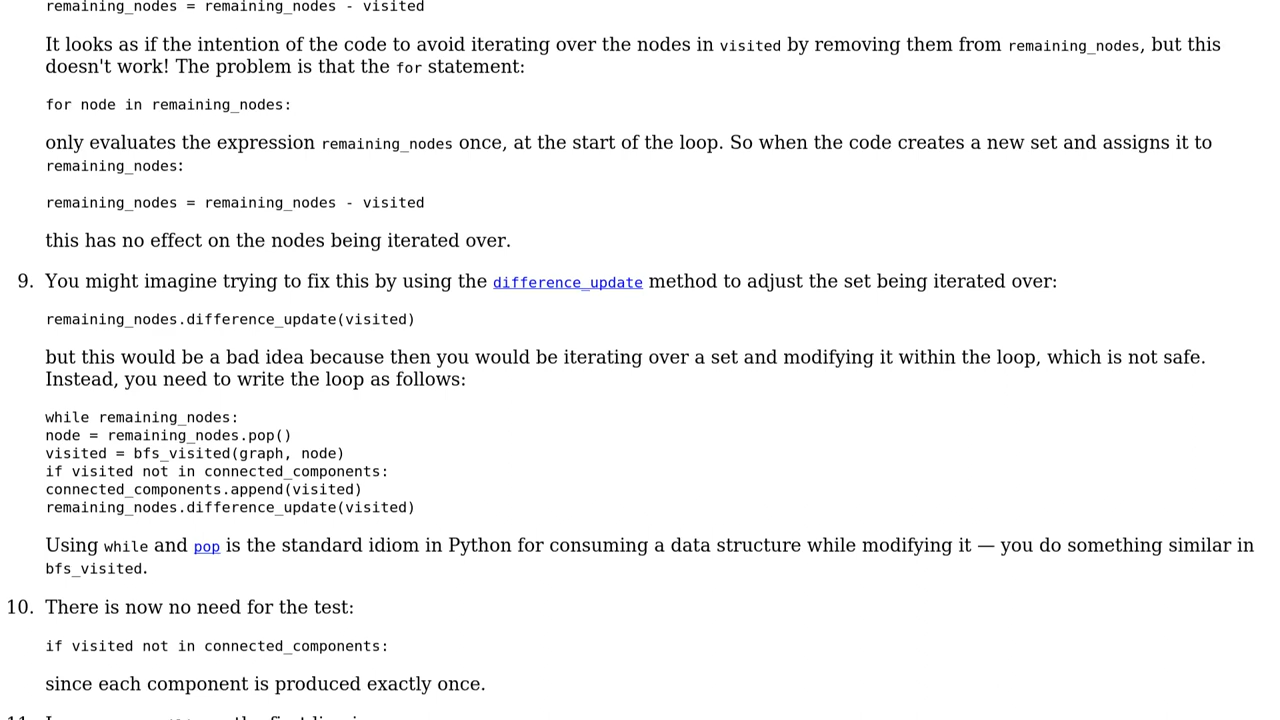 remaining_nodes = remaining_nodes - visited
It looks as if the intention of the code to avoid iterating over the nodes in visited by removing them from remaining_nodes, but this
doesn't work! The problem is that the for statement:
for node in remaining_nodes:
only evaluates the expression remaining_nodes once, at the start of the loop. So when the code creates a new set and assigns it to
remaining_nodes:
remaining_nodes = remaining_nodes - visited
this has no effect on the nodes being iterated over.
9. You might imagine trying to fix this by using the difference_update method to adjust the set being iterated over:
remaining_nodes.difference_update(visited)
but this would be a bad idea because then you would be iterating over a set and modifying it within the loop, which is not safe.
Instead, you need to write the loop as follows:
while remaining_nodes:
node = remaining_nodes.pop()
visited = bfs_visited(graph, node)
if visited not in connected_components:
connected_components.append(visited)
remaining_nodes.difference_update(visited)
Using while and pop is the standard idiom in Python for consuming a data structure while modifying it — you do something similar in
bfs_visited.
10. There is now no need for the test:
if visited not in connected_components:
since each component is produced exactly once.